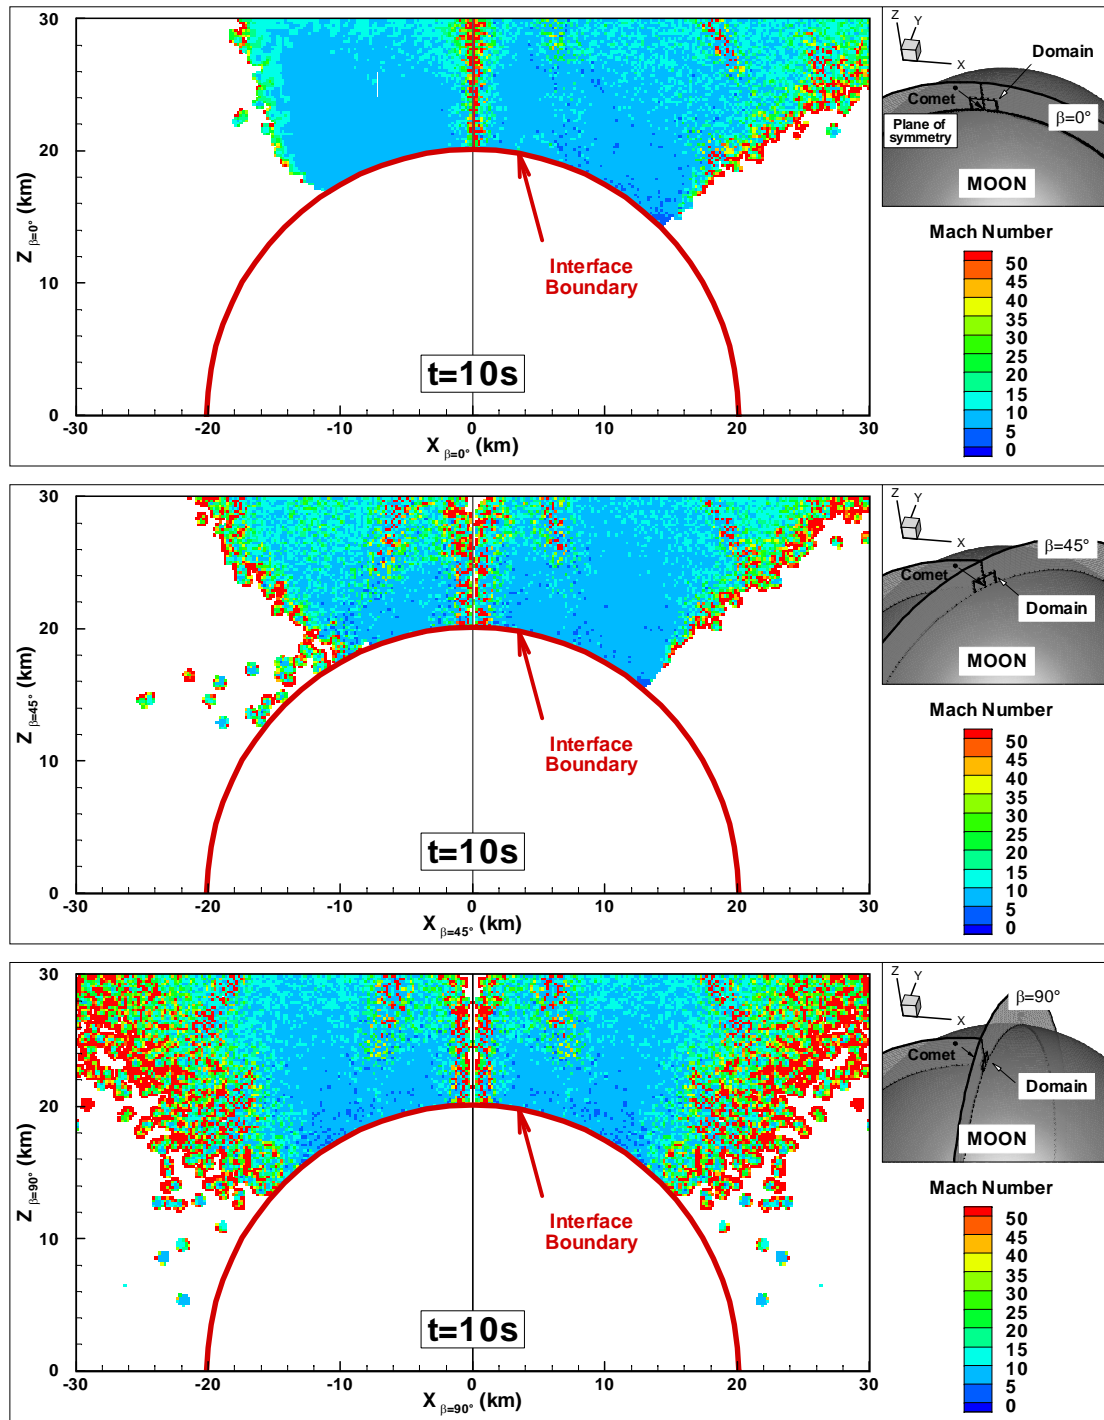 30
20
10
0
-30
-20
-10
0
10
20
30
Z β=0° (km)
X β=0° (km)
Interface
Boundary
t=10s
Z
Y
X
Domain
Comet
β=0°
Plane of
symmetry
MOON
Mach Number
50
45
40
35
30
25
20
15
10
5
0
30
20
10
0
-30
-20
-10
0
10
20
30
Z β=45° (km)
X β=45° (km)
Interface
Boundary
t=10s
Z
Y
X
β=45°
Comet
Domain
MOON
Mach Number
50
45
40
35
30
25
20
15
10
5
0
30
20
10
0
-30
-20
-10
0
10
20
30
Z β=90° (km)
X β=90° (km)
Interface
Boundary
t=10s
Z
Y
X
β=90°
Comet
Domain
MOON
Mach Number
50
45
40
35
30
25
20
15
10
5
0